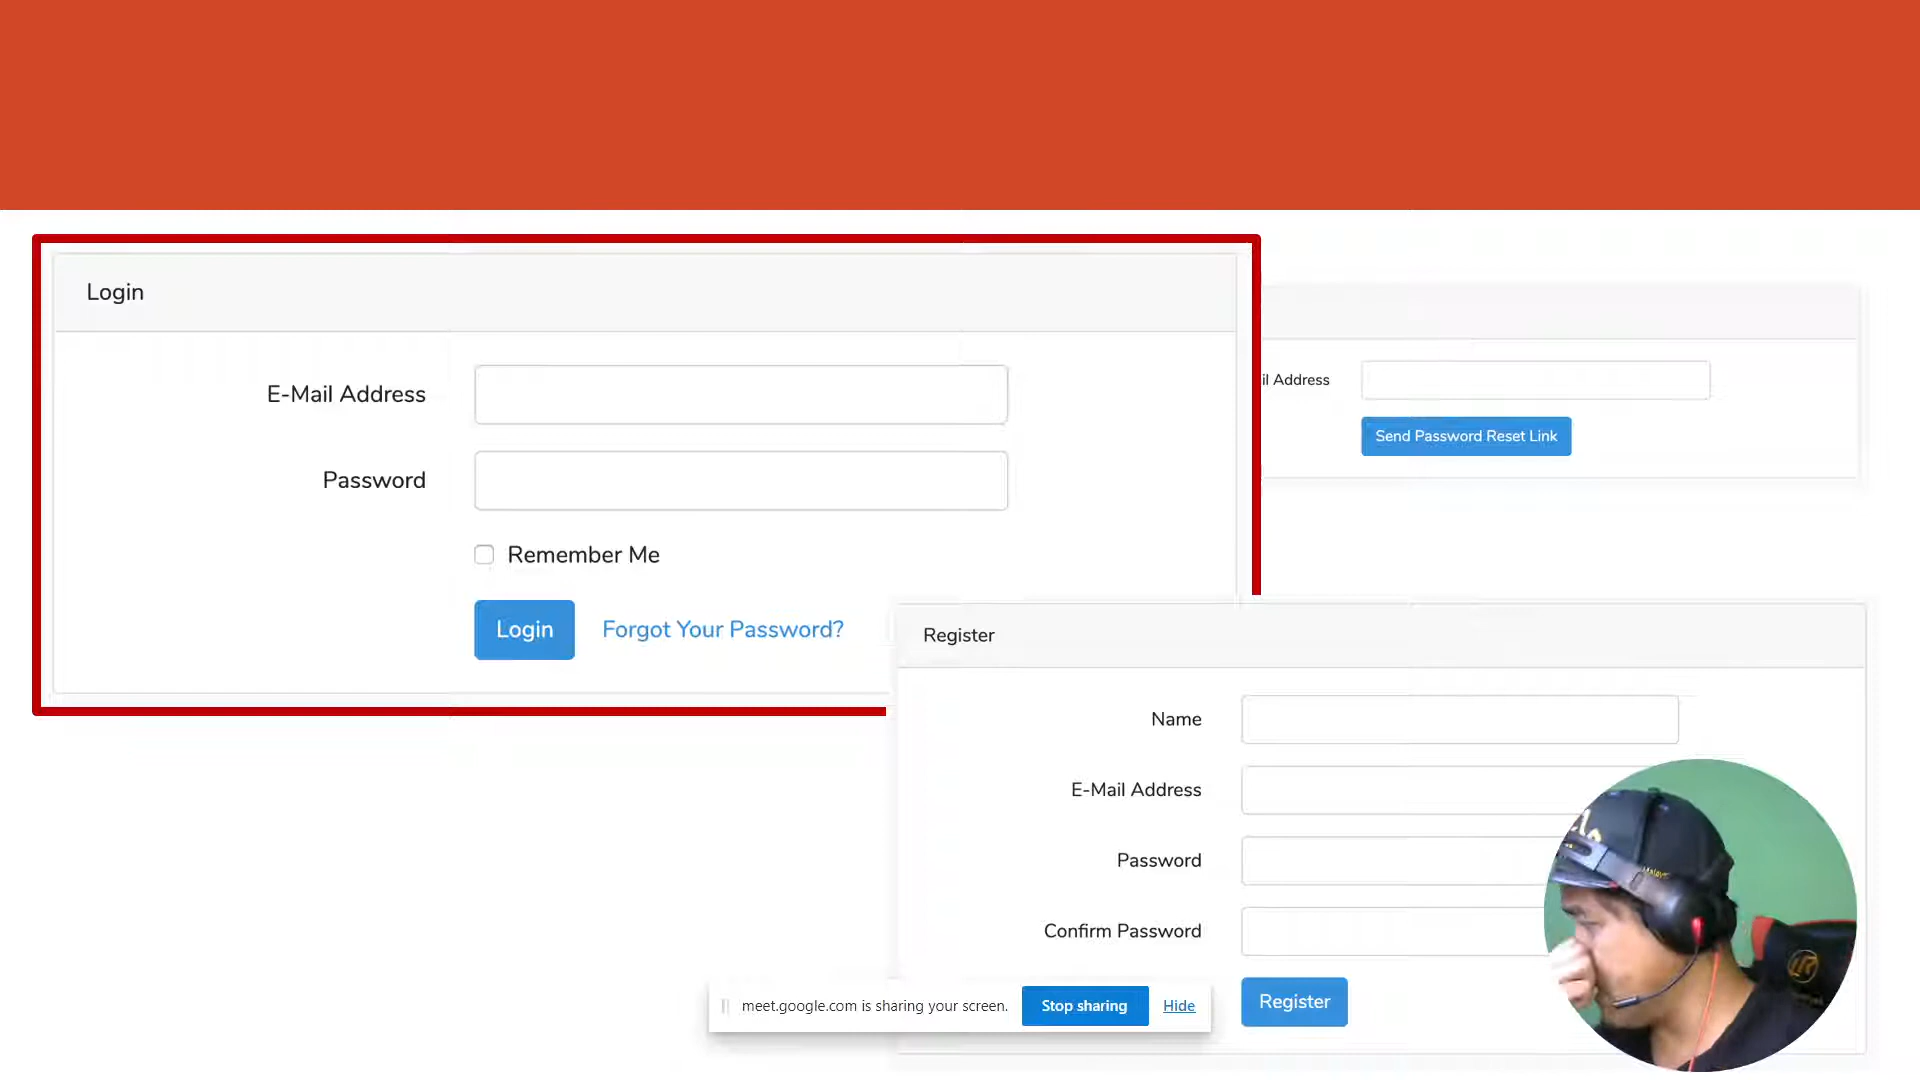 Login
E-Mail Address
Password
Remember Me
Login Forgot Your Password?
il Address
Send Password Reset Link
Register
Name
E-Mail Address
Password
Confirm Password
Register
meet.google.com is sharing your screen. Stop sharing Hide